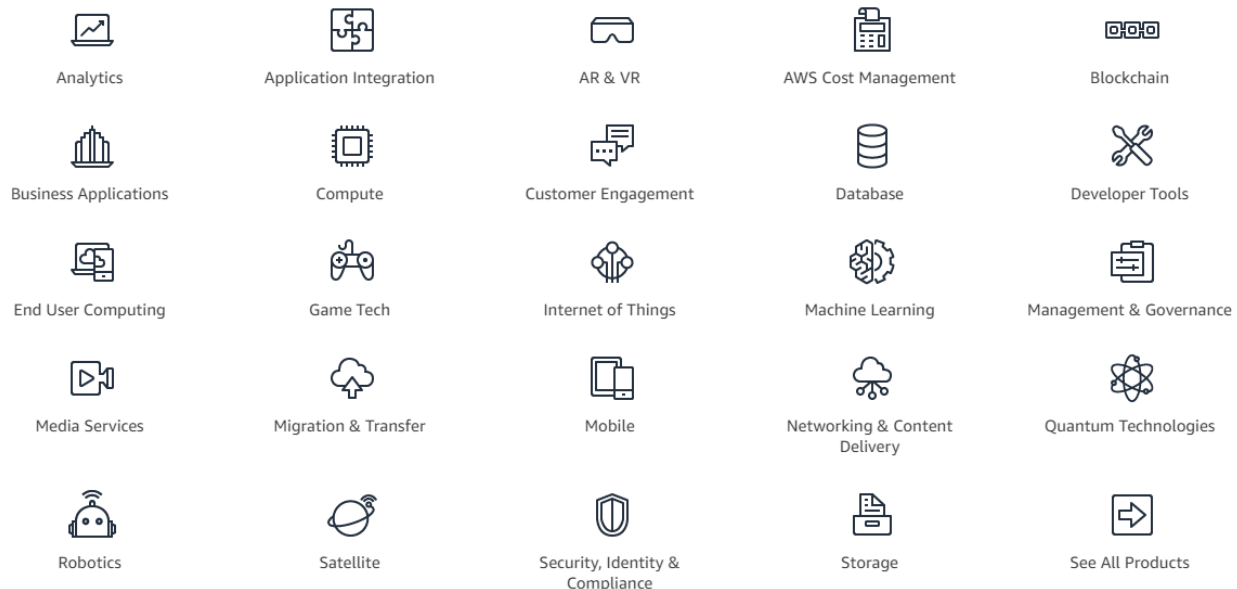 Analytics
Application Integration
AR & VR
AWS Cost Management
Blockchain
Business Applications
Compute
Customer Engagement
Database
Developer Tools
End User Computing
Game Tech
Internet of Things
Machine Learning
Management & Governance
Media Services
Migration & Transfer
Mobile
Networking & Content
Delivery
Quantum Technologies
Robotics
Satellite
Security, Identity &
Compliance
Storage
See All Products